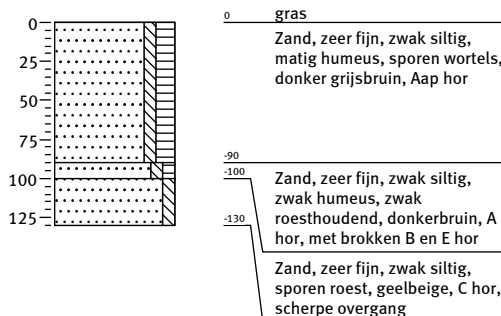 0
25
50
75
100
125
0
gras
Zand, zeer fijn, zwak siltig,
matig humeus, sporen wortels,
donker grijsbruin, Aap hor
-90
-100
Zand, zeer fijn, zwak siltig,
zwak humeus, zwak
roesthoudend, donkerbruin, A
hor, met brokken B en E hor
-130
Zand, zeer fijn, zwak siltig,
sporen roest, geelbeige, C hor,
scherpe overgang